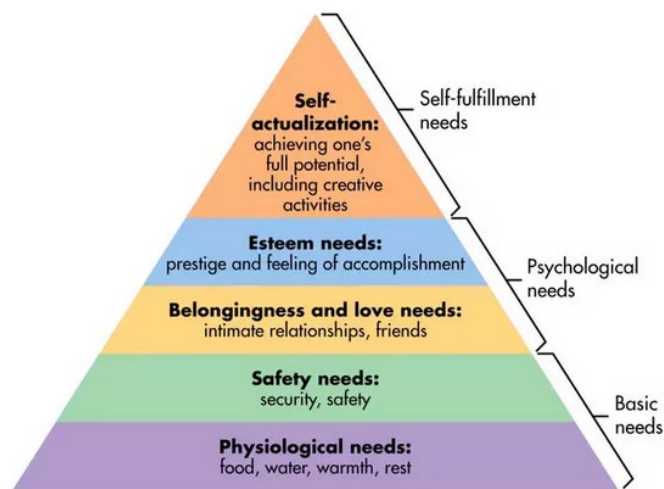 Self-
actualization:
achieving one's
full potential,
including creative
activities
Self-fulfillment
needs
Esteem needs:
prestige and feeling of accomplishment
Psychological
needs
Belongingness and love needs:
intimate relationships, friends
Safety needs:
security, safety
Basic
needs
Physiological needs:
food, water, warmth, rest